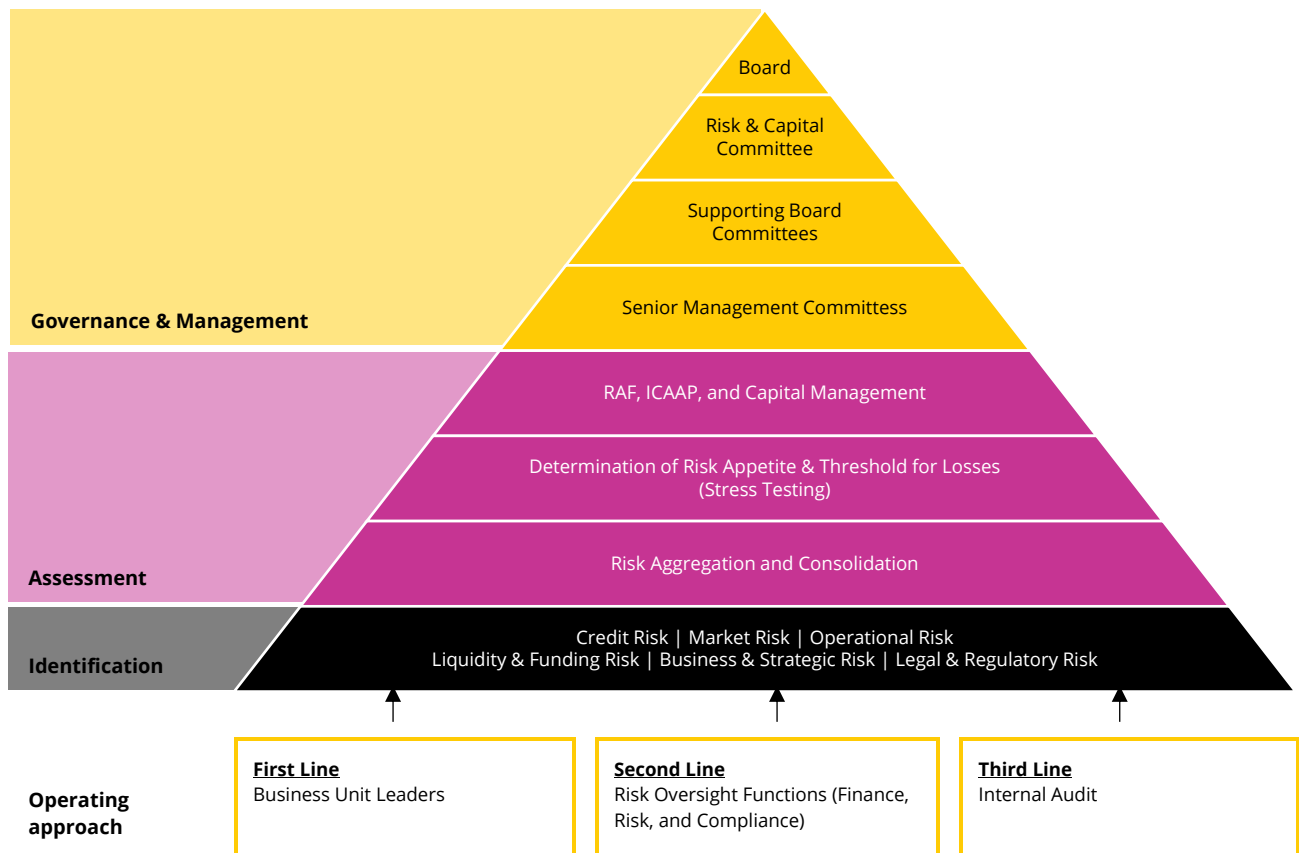 Board
Risk & Capital
Committee
Supporting Board
Committees
Senior Management Committess
Governance & Management
RAF, ICAAP, and Capital Management
Determination of Risk Appetite & Threshold for Losses
(Stress Testing)
Risk Aggregation and Consolidation
Assessment
Credit Risk | Market Risk | Operational Risk
Liquidity & Funding Risk | Business & Strategic Risk | Legal & Regulatory Risk
Identification
Operating
approach
First Line
Business Unit Leaders
Second Line
Risk Oversight Functions (Finance,
Risk, and Compliance)
Third Line
Internal Audit